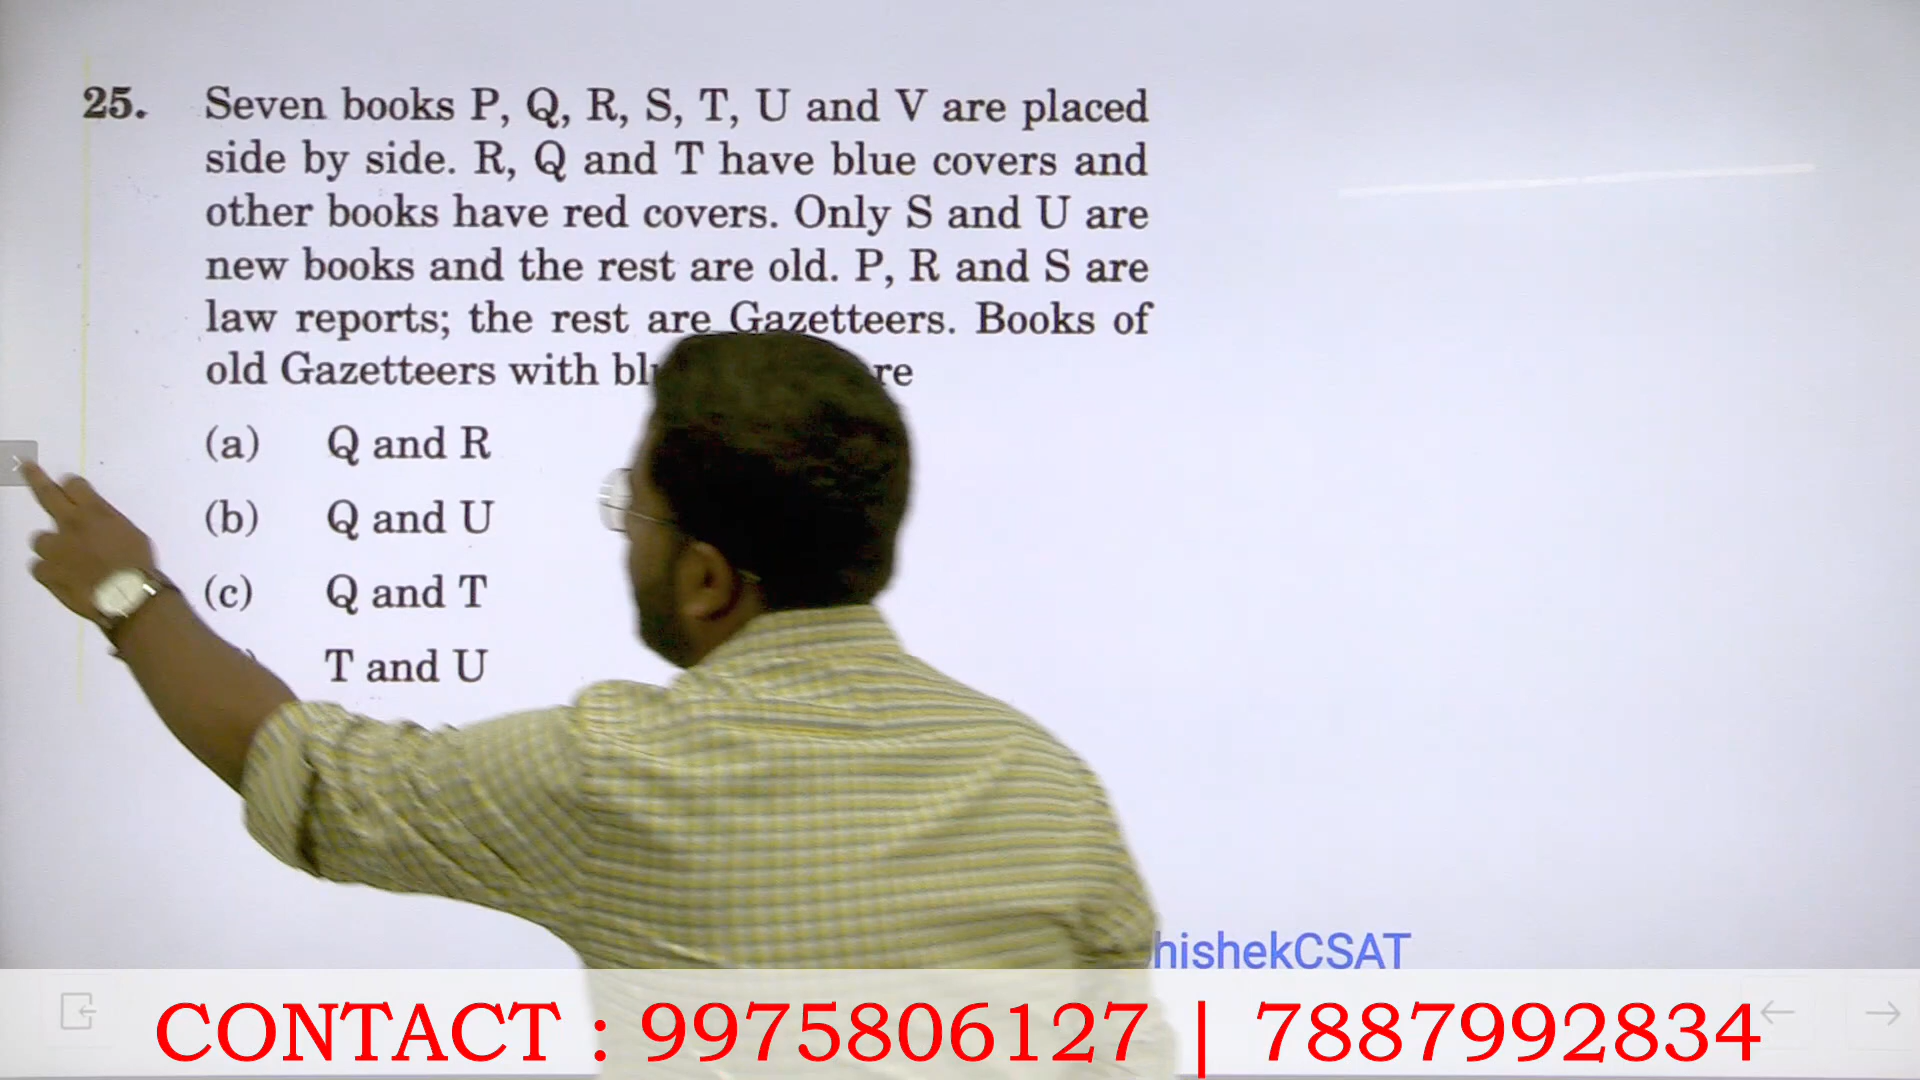 25. Seven books P, Q, R, S, T, U and V are placed
side by side. R, Q and T have blue covers and
other books have red covers. Only S and U are
new books and the rest are old. P, R and S are
law reports; the rest are Gazetteers. Books of
old Gazetteers with
(a) Q and R
(b) Q and U
(c) Q and T
T and U
hishekCSAT
CONTACT : 9975806127 | 7887992834